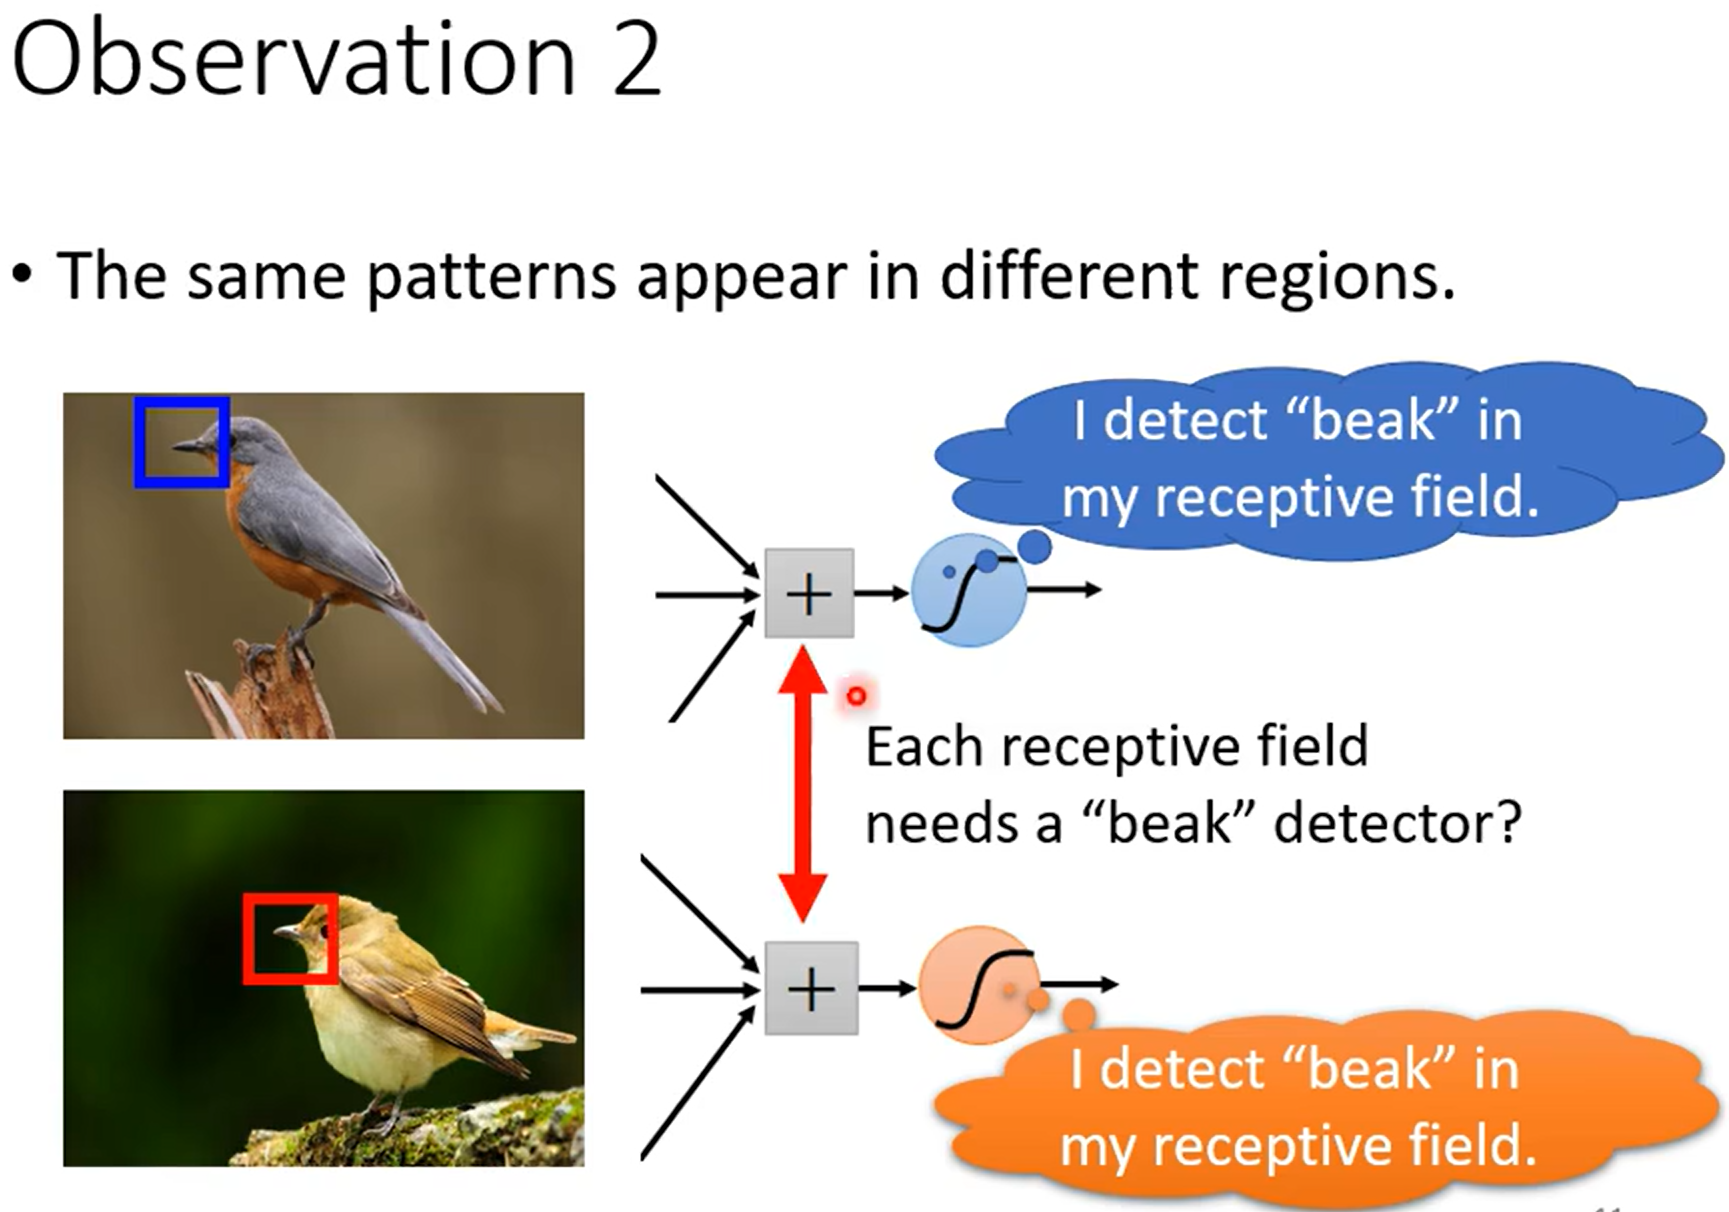 Observation 2
• The same patterns appear in different regions.
I detect “beak” in
my receptive field.
+
Each receptive field
needs a “beak” detector?
+
I detect “beak” in
my receptive field.